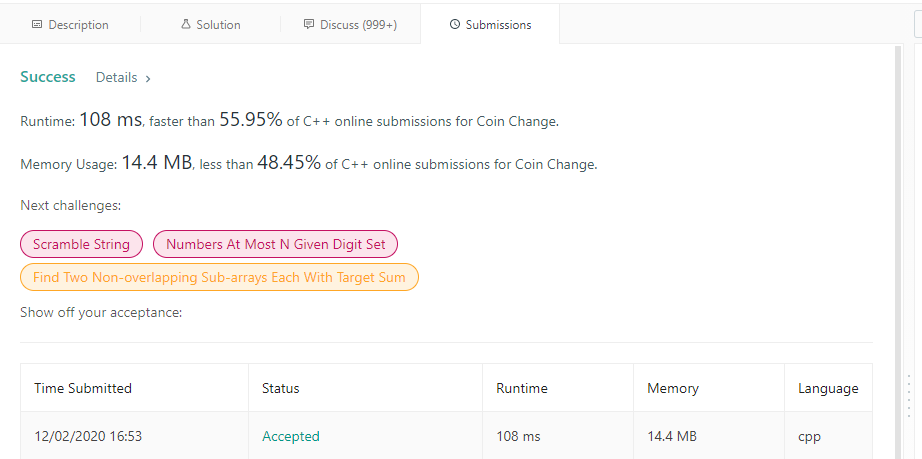 Description Solution Discuss (999+) Submissions
Success Details >
Runtime: 108 ms, faster than 55.95% of C++ online submissions for Coin Change.
Memory Usage: 14.4 MB, less than 48.45% of C++ online submissions for Coin Change.
Next challenges:
Scramble String Numbers At Most N Given Digit Set
Find Two Non-overlapping Sub-arrays Each With Target Sum
Show off your acceptance:
Time Submitted Status Runtime Memory Language
12/02/2020 16:53 Accepted 108 ms 14.4 MB cpp